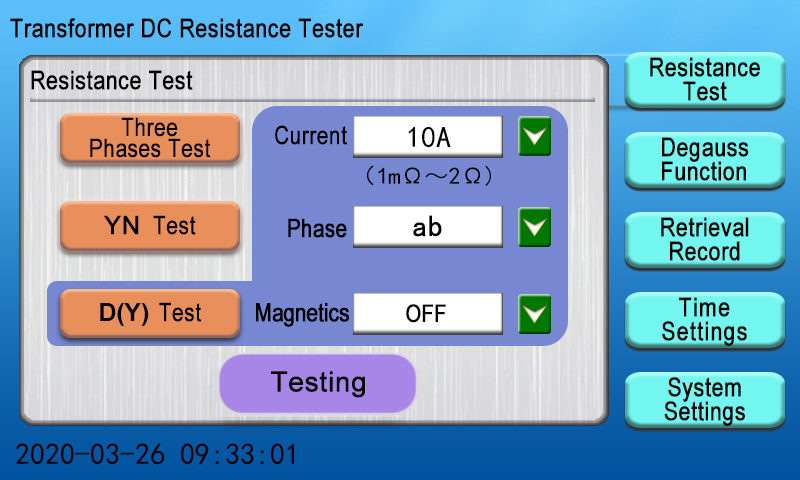 Transformer DC Resistance Tester
Resistance Test
Three
Phases Test
Current
10A
(1mΩ～2Ω)
YN Test
Phase
ab
D(Y) Test
Magnetics
OFF
Testing
Resistance
Test
Degauss
Function
Retrieval
Record
Time
Settings
System
Settings
2020-03-26 09:33:01